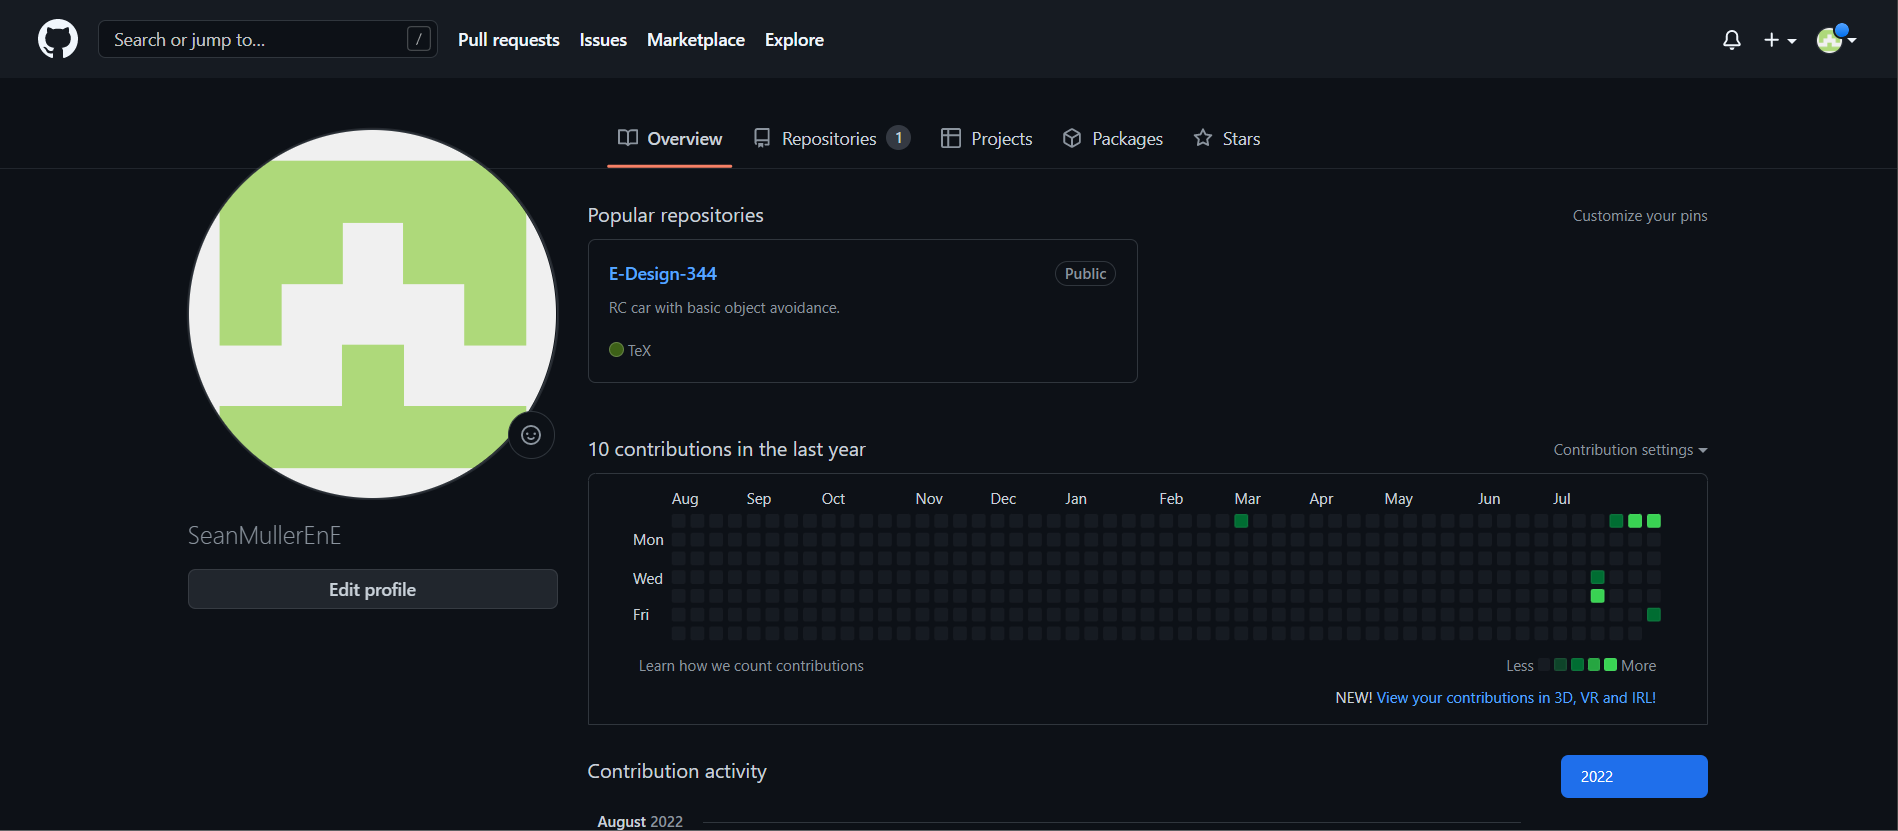 Search or jump to... /
Pull requests Issues Marketplace Explore
Overview Repositories 1 Projects Packages Stars
Popular repositories
Customize your pins
E-Design-344 Public
RC car with basic object avoidance.
TeX
SeanMullerEnE
Edit profile
10 contributions in the last year
Contribution settings
Aug Sep Oct Nov Dec Jan Feb Mar Apr May Jun Jul
Mon
Wed
Fri
Learn how we count contributions
Less More
NEW! View your contributions in 3D, VR and IRL!
Contribution activity
2022
August 2022